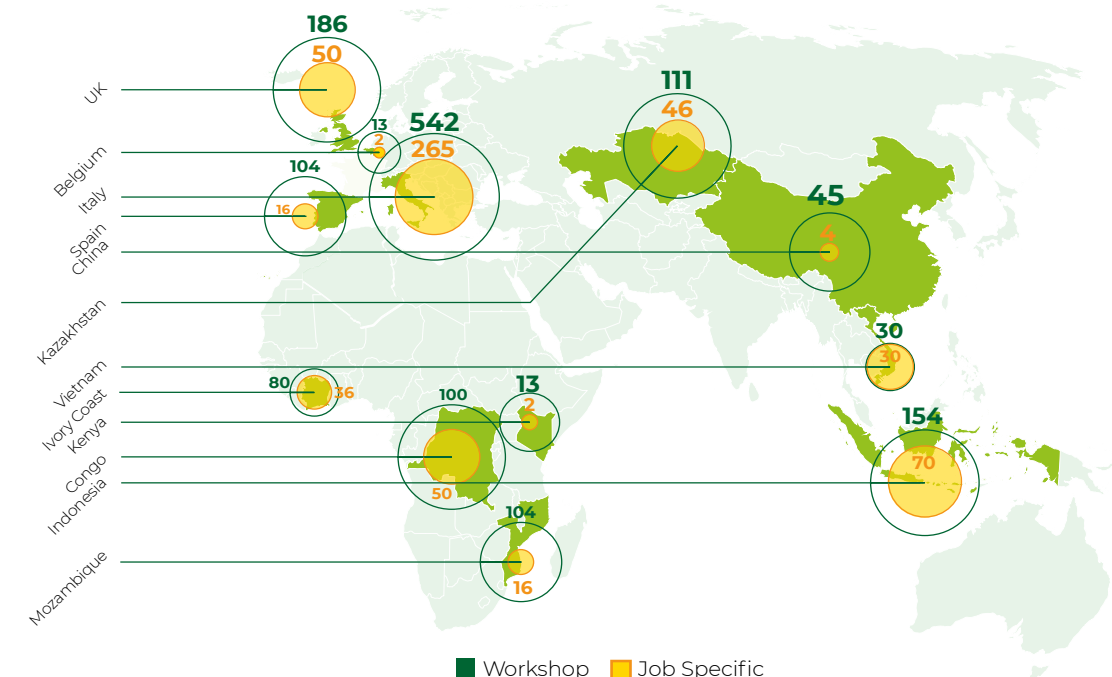 186
50
UK
111
46
13
2
542
265
Belgium
104
Italy
45
16
Spain
4
China
Kazakhstan
30
30
Vietnam
80
36
Ivory Coast
100
13
2
Kenya
154
70
Congo
50
Indonesia
104
16
Mozambique
Workshop
Job Specific